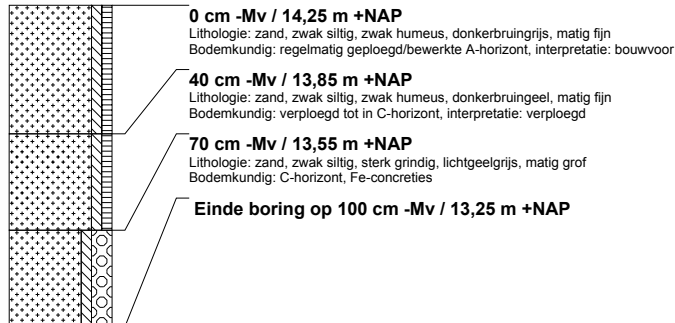 0 cm -Mv / 14,25 m +NAP
Lithologie: zand, zwak siltig, zwak humeus, donkerbruingrijs, matig fijn
Bodemkundig: regelmatig geploegd/bewerkte A-horizont, interpretatie: bouwvoor
40 cm -Mv / 13,85 m +NAP
Lithologie: zand, zwak siltig, zwak humeus, donkerbruingeel, matig fijn
Bodemkundig: verploegd tot in C-horizont, interpretatie: verploegd
70 cm -Mv / 13,55 m +NAP
Lithologie: zand, zwak siltig, sterk grindig, lichtgeelgrijs, matig grof
Bodemkundig: C-horizont, Fe-concreties
Einde boring op 100 cm -Mv / 13,25 m +NAP